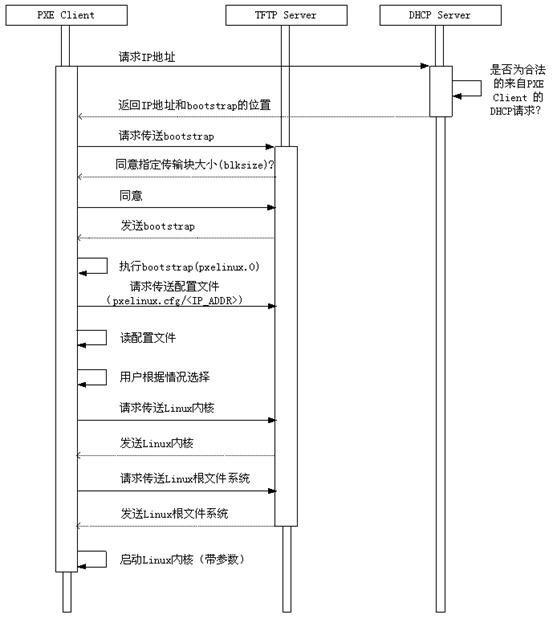 PXE Client
TFTP Server
DHCP Server
请求IP地址
是否为合法
的来自PXE
Client 的
DHCP请求?
返回IP地址和bootstrap的位置
请求传送bootstrap
同意指定传输块大小(blksize)?
同意
发送bootstrap
执行bootstrap(pxelinux.0)
请求传送配置文件
(pxelinux.cfg/<IP_ADDR>)
读配置文件
用户根据情况选择
请求传送Linux内核
发送Linux内核
请求传送Linux根文件系统
发送Linux根文件系统
启动Linux内核（带参数）